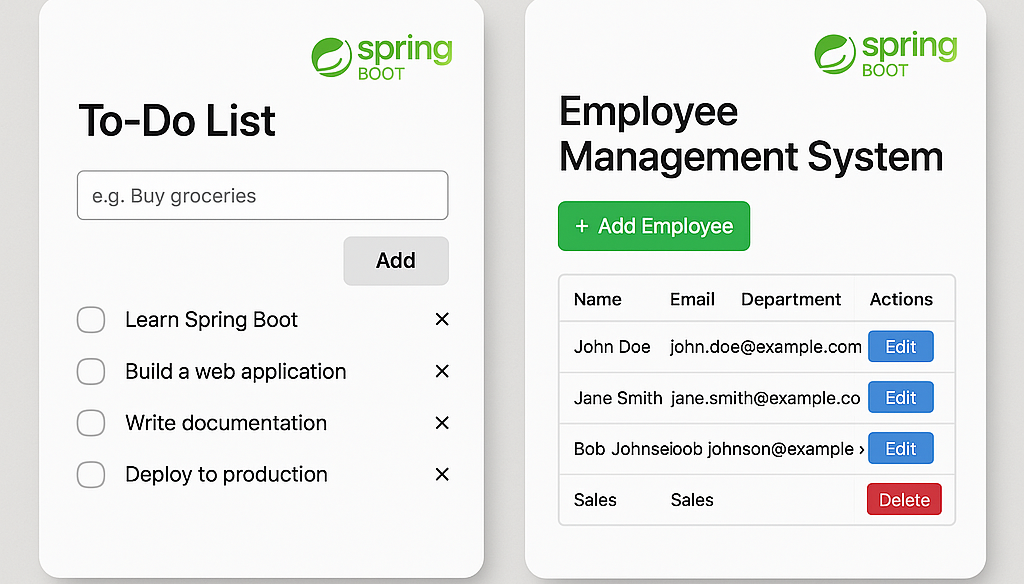 spring
BOOT
To-Do List
e.g. Buy groceries
Add
Learn Spring Boot ×
Build a web application ×
Write documentation ×
Deploy to production ×
spring
BOOT
Employee
Management System
+ Add Employee
Name Email Department Actions
John Doe john.doe@example.com Edit
Jane Smith jane.smith@example.co Edit
Bob Johnseioob johnson@example › Edit
Sales Sales Delete